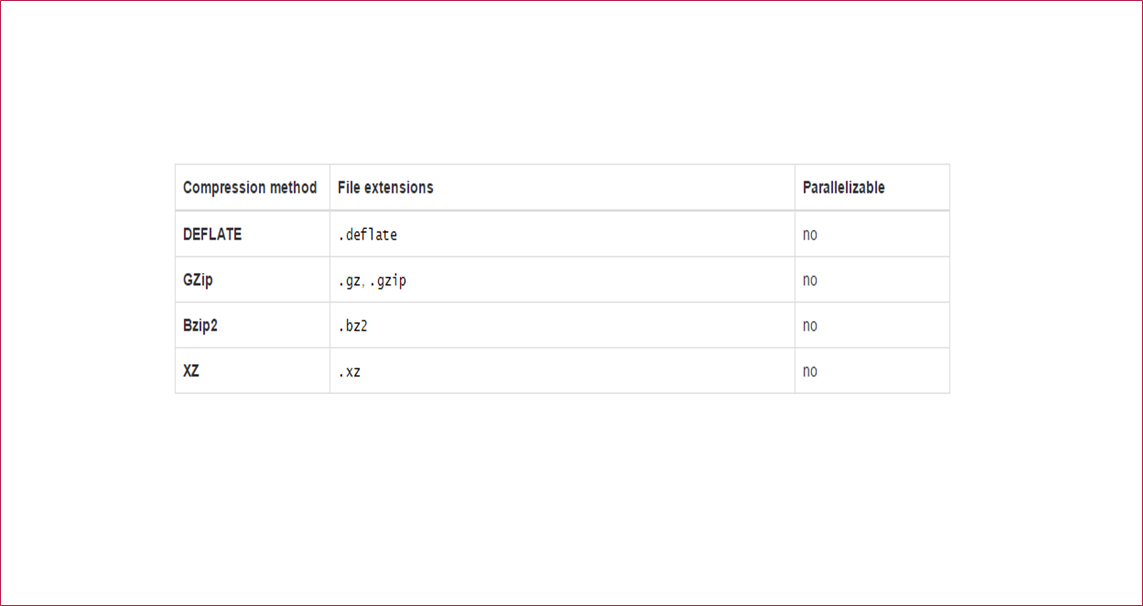 Compression method File extensions Parallelizable
DEFLATE .deflate no
GZip .gz, .gzip no
Bzip2 .bz2 no
XZ .xz no